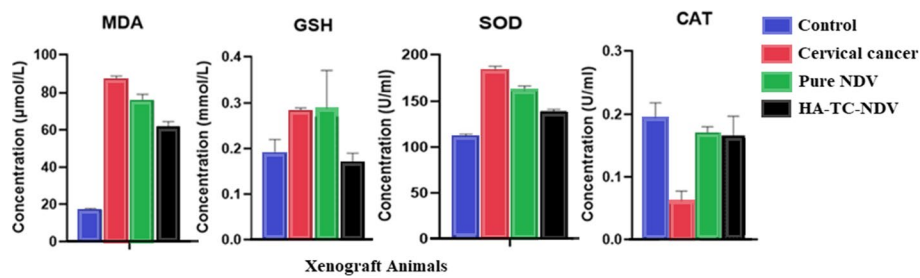 MDA
Concentration (μmol/L)
100
80
60
40
20
0
GSH
Concentration (mmol/L)
0.4
0.3
0.2
0.1
0.0
SOD
Concentration (U/ml)
200
150
100
50
0
CAT
Concentration (U/ml)
0.3
0.2
0.1
0.0
Control
Cervical cancer
Pure NDV
HA-TC-NDV
Xenograft Animals